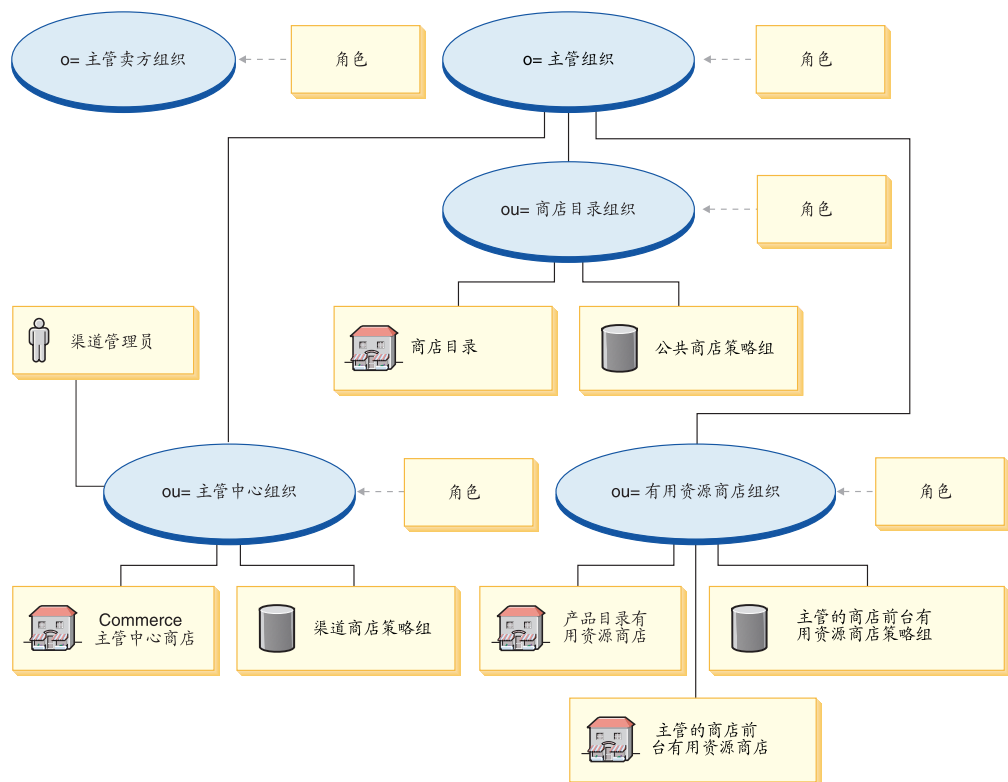 o= 主管卖方组织
角色
o= 主管组织
角色
ou= 商店目录组织
角色
渠道管理员
商店目录
公共商店策略组
ou= 主管中心组织
角色
ou= 有用资源商店组织
角色
Commerce
主管中心商店
渠道商店策略组
产品目录有
用资源商店
主管的商店前台有
用资源商店策略组
主管的商店前
台有用资源商店